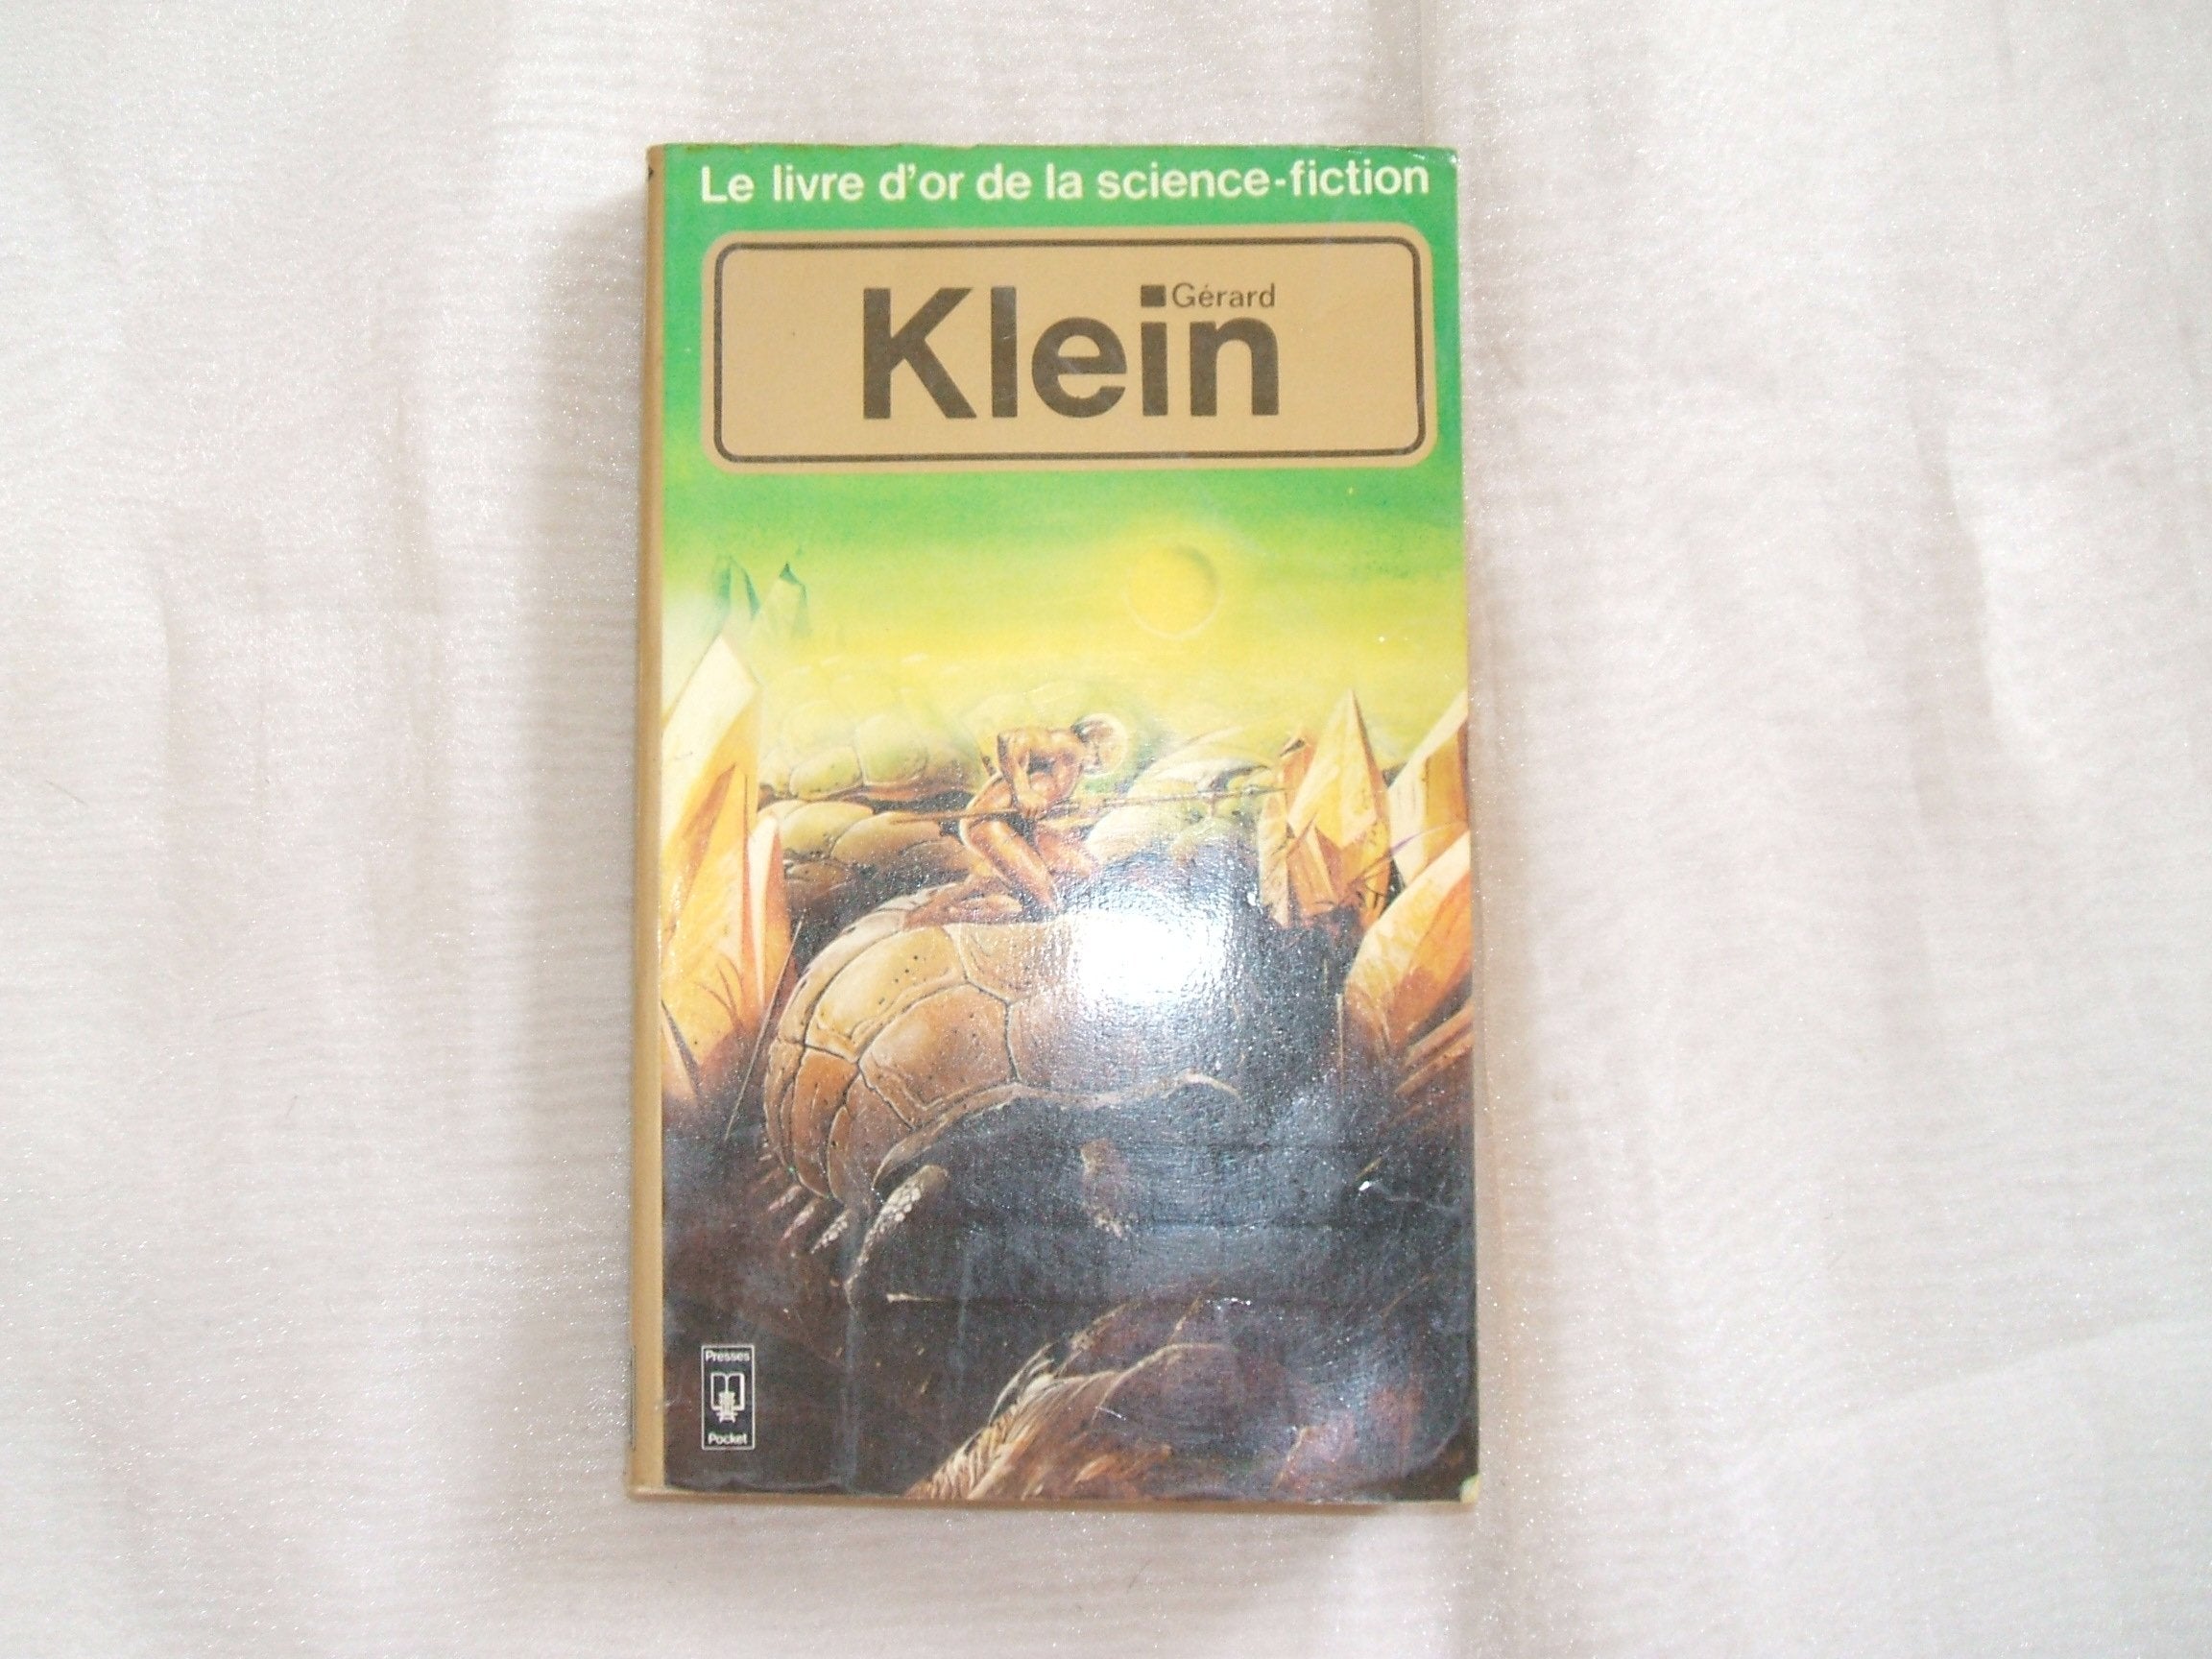 Le livre d'or de la science-fiction
Gérard
Klein
Presses
Pocket